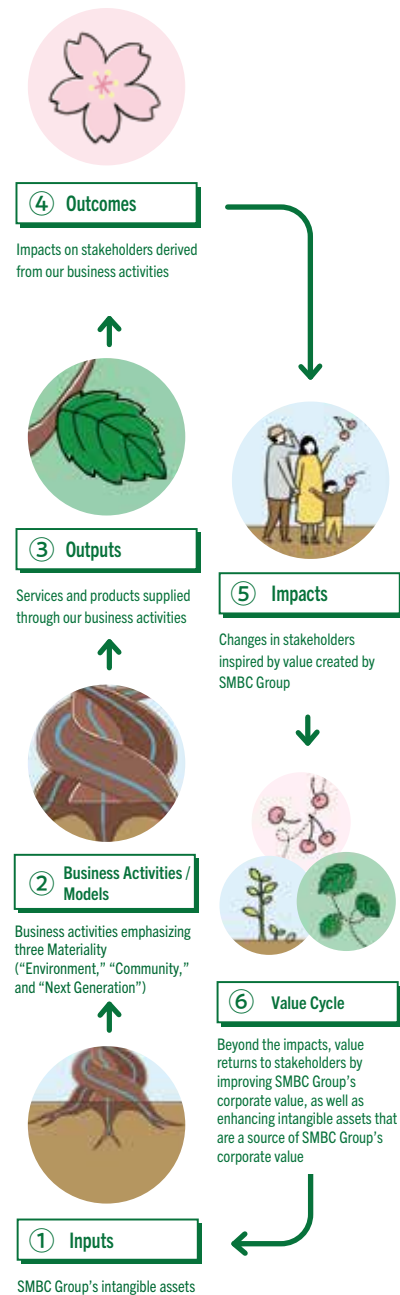 ④ Outcomes
Impacts on stakeholders derived
from our business activities
③ Outputs
Services and products supplied
through our business activities
② Business Activities /
Models
Business activities emphasizing
three Materiality
(“Environment,” “Community,”
and “Next Generation”)
① Inputs
SMBC Group’s intangible assets
⑤ Impacts
Changes in stakeholders
inspired by value created by
SMBC Group
⑥ Value Cycle
Beyond the impacts, value
returns to stakeholders by
improving SMBC Group’s
corporate value, as well as
enhancing intangible assets that
are a source of SMBC Group’s
corporate value